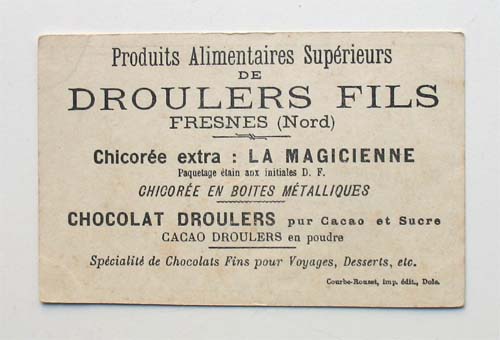 Produits Alimentaires Supérieurs
DE
DROULERS FILS
FRESNES (Nord)
Chicorée extra : LA MAGICIENNE
Paquetage étain aux initiales D. F.
CHICORÉE EN BOITES MÉTALLIQUES
CHOCOLAT DROULERS pur Cacao et Sucre
CACAO DROULERS en poudre
Spécialité de Chocolats Fins pour Voyages, Desserts, etc.
Courbe-Rouzet, imp. édit., Dole.